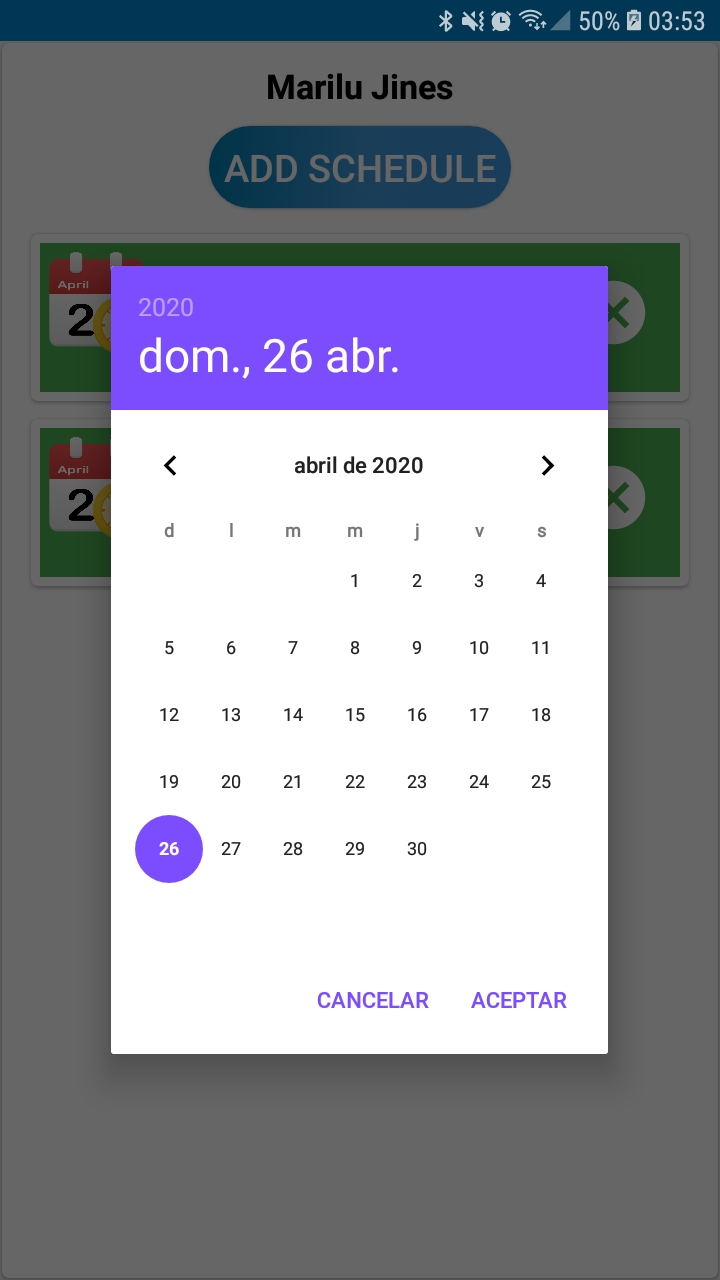 50% 03:53
Marilu Jines
ADD SCHEDULE
April
2
April
2
2020
dom., 26 abr.
abril de 2020
d l m m j v s
1 2 3 4
5 6 7 8 9 10 11
12 13 14 15 16 17 18
19 20 21 22 23 24 25
26 27 28 29 30
CANCELAR ACEPTAR